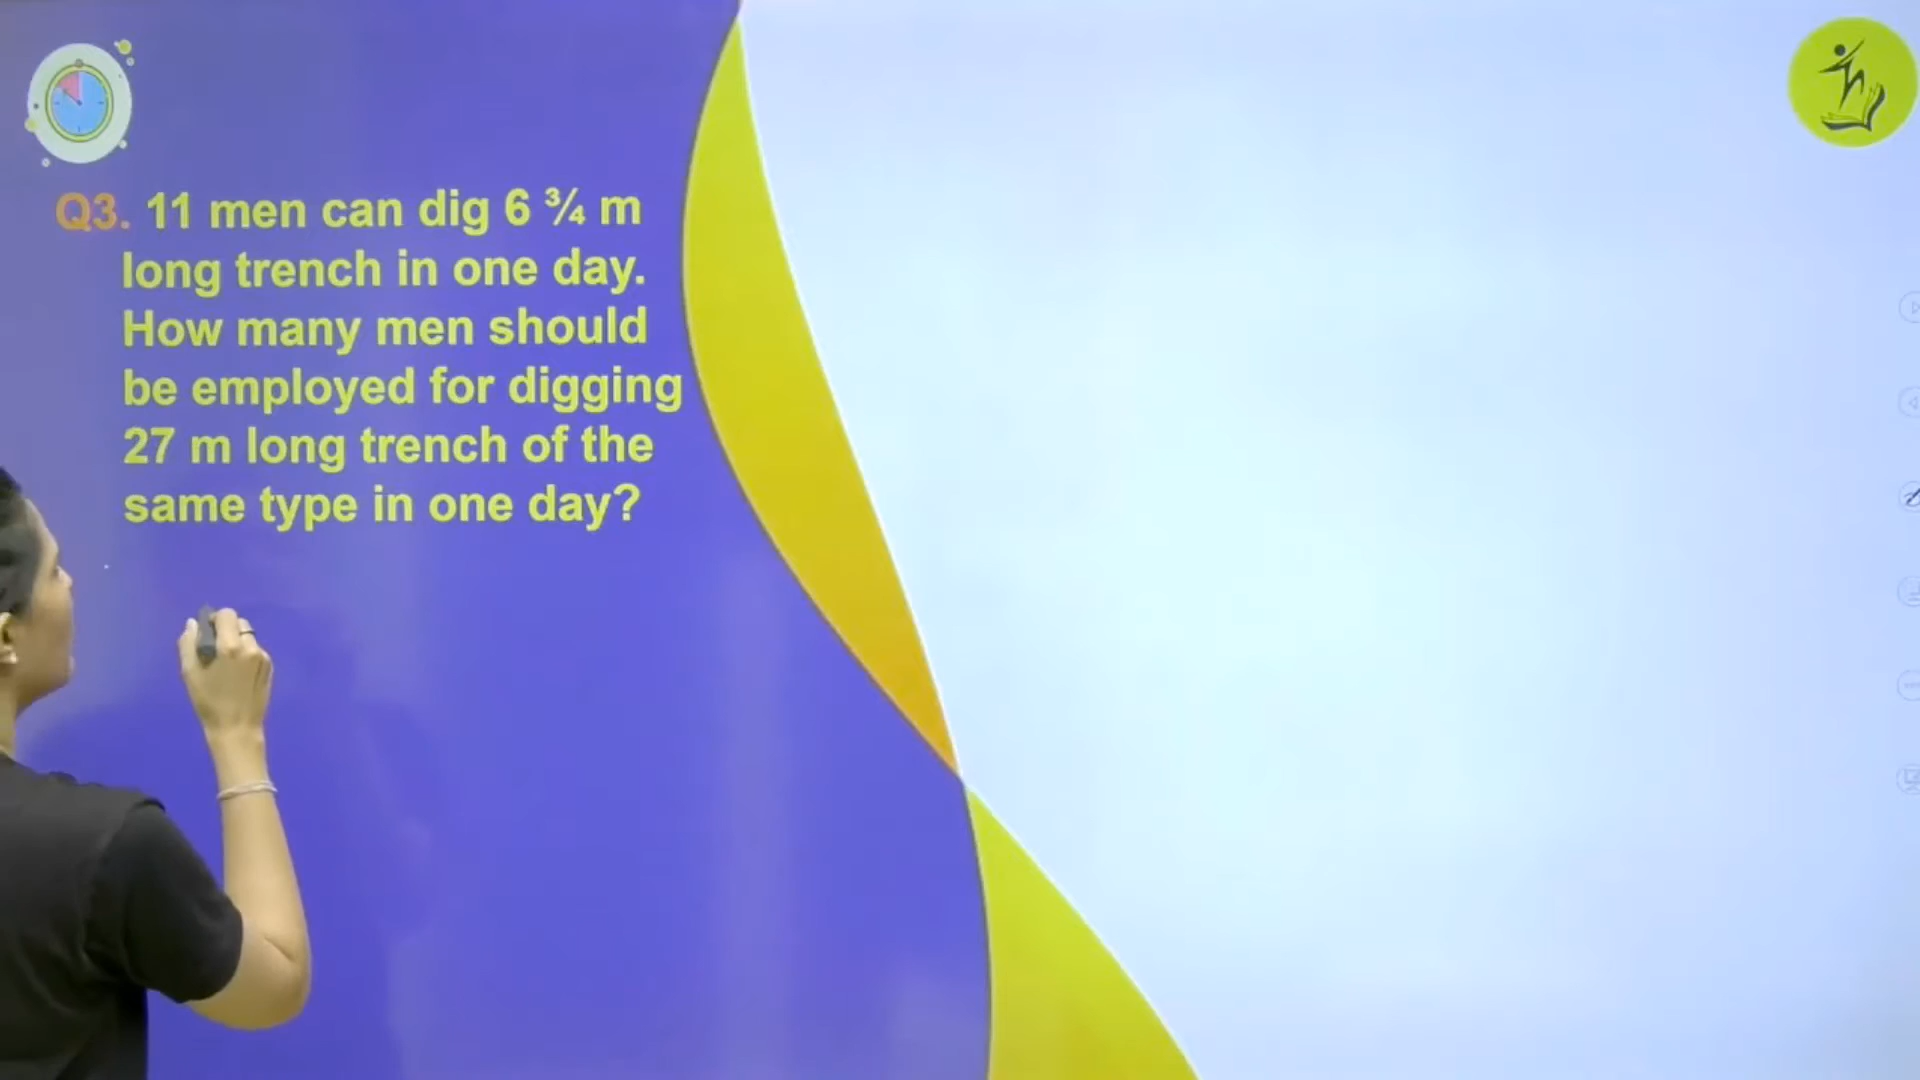 Q3. 11 men can dig 6 ¾ m
long trench in one day.
How many men should
be employed for digging
27 m long trench of the
same type in one day?